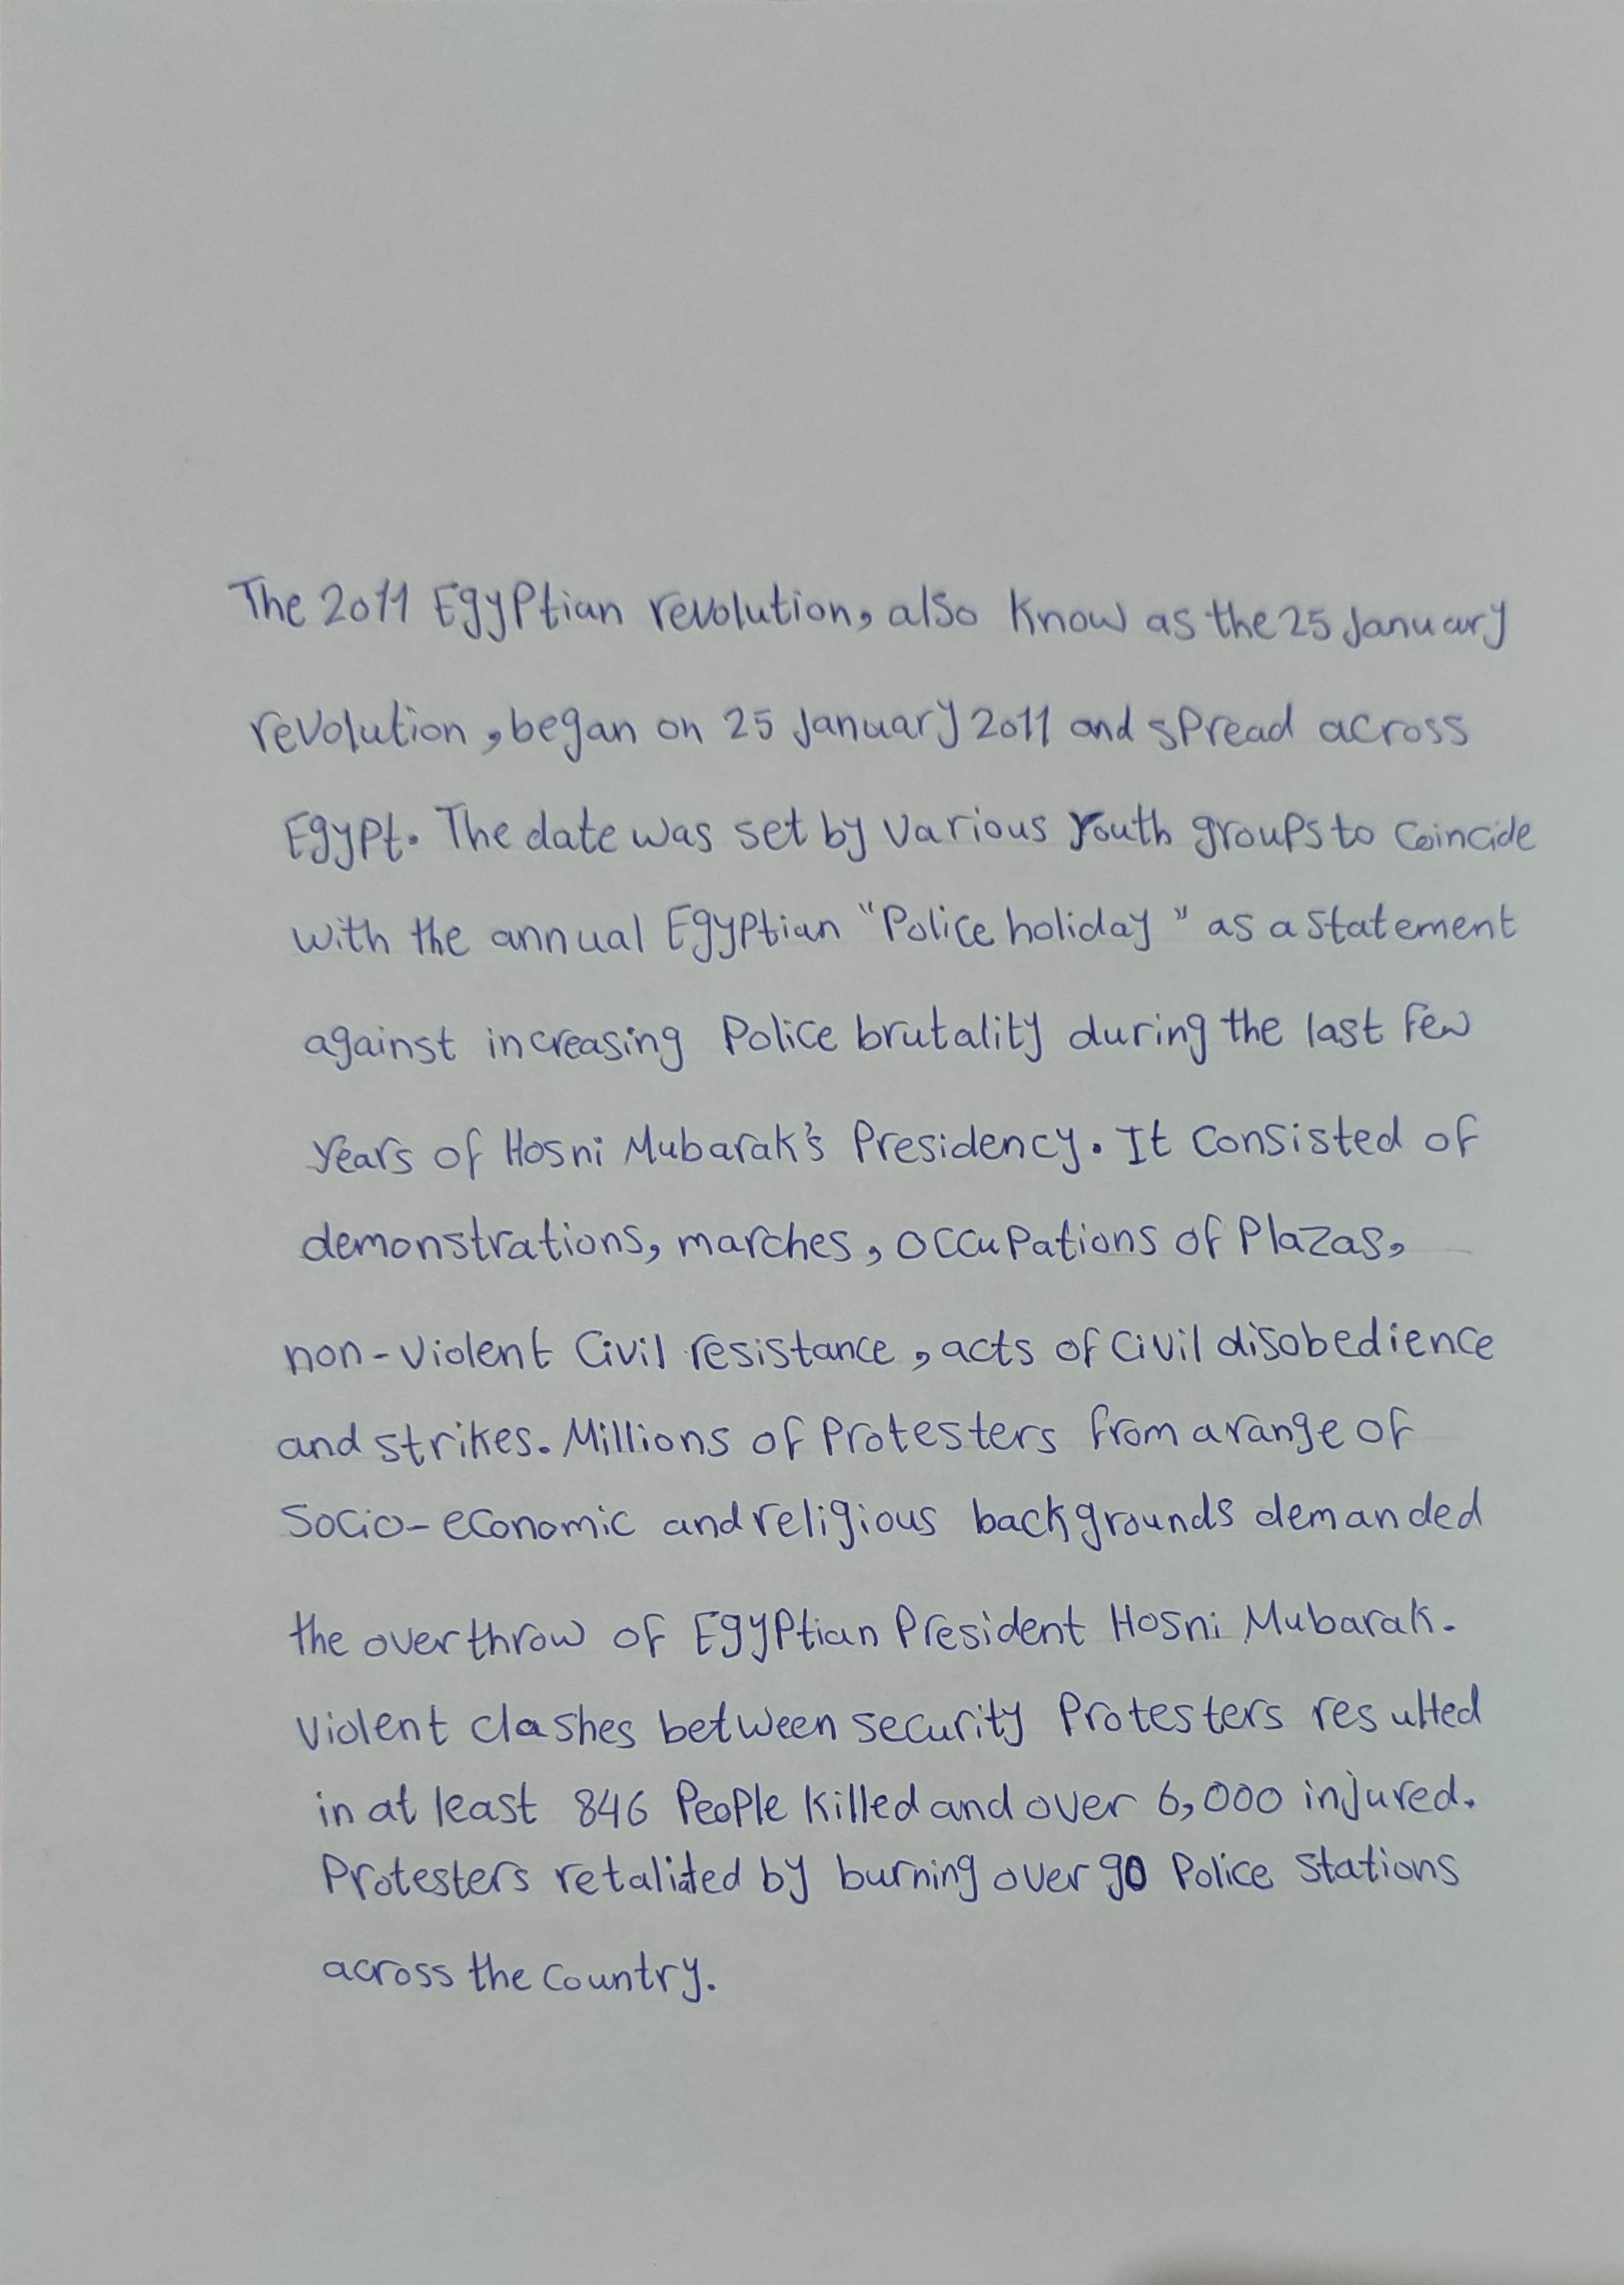 The 2011 Egyptian revolution, also know as the 25 January
revolution, began on 25 January 2011 and spread across
Egypt. The date was set by various youth groups to coincide
with the annual Egyptian "Police holiday" as a statement
against increasing Police brutality during the last few
years of Hosni Mubarak's Presidency. It consisted of
demonstrations, marches, occupations of Plazas,
non-violent civil resistance, acts of civil disobedience
and strikes. Millions of Protesters from a range of
Socio-economic and religious backgrounds demanded
the overthrow of Egyptian President Hosni Mubarak.
Violent clashes between security Protesters resulted
in at least 846 People killed and over 6,000 injured.
Protesters retaliated by burning over 90 Police stations
across the country.